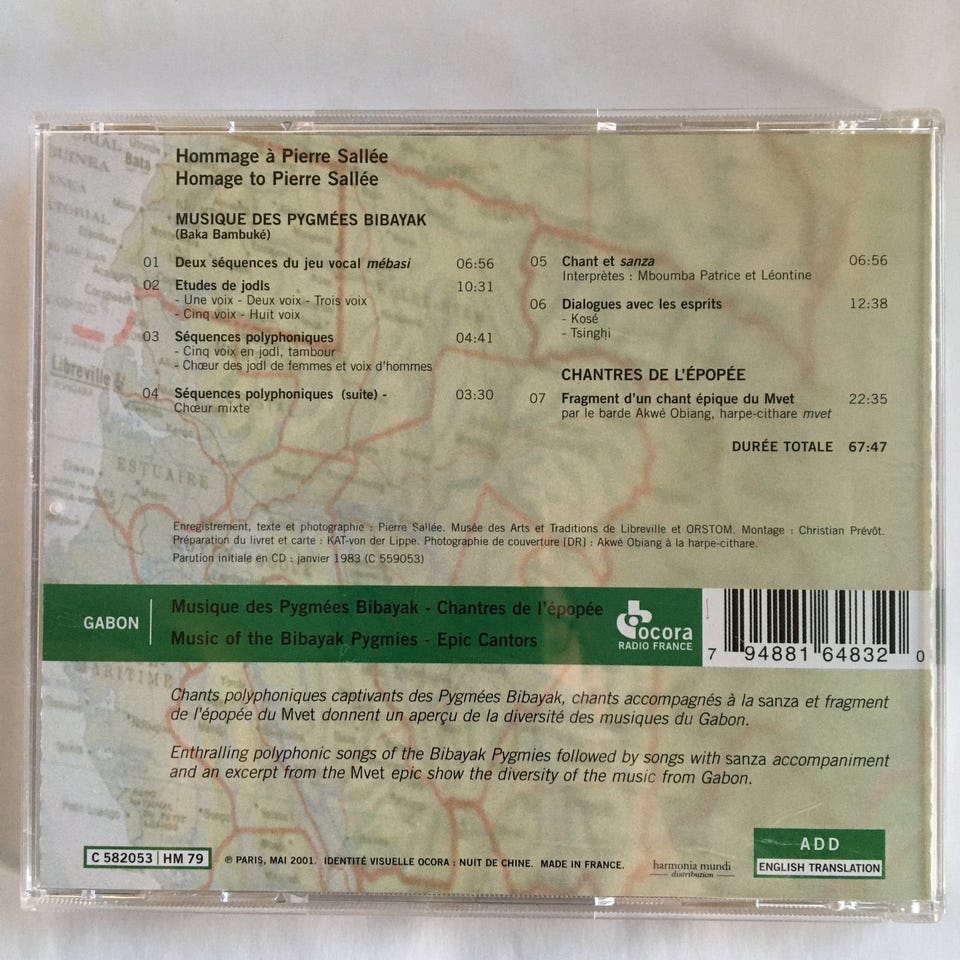 Hommage à Pierre Sallée
Homage to Pierre Sallée
MUSIQUE DES PYGMÉES BIBAYAK
(Baka Bambuké)
01 Deux séquences du jeu vocal mébasi 06:56
02 Etudes de jodls 10:31
- Une voix - Deux voix - Trois voix
- Cinq voix - Huit voix
03 Séquences polyphoniques 04:41
- Cinq voix en jodl, tambour
- Chœur des jodl de femmes et voix d'hommes
04 Séquences polyphoniques (suite) - 03:30
Chœur mixte
05 Chant et sanza 06:56
Interprètes : Mboumba Patrice et Léontine
06 Dialogues avec les esprits 12:38
- Kosé
- Tsinghi
CHANTRES DE L'ÉPOPÉE
07 Fragment d'un chant épique du Mvet 22:35
par le barde Akwé Obiang, harpe-cithare mvet
DURÉE TOTALE 67:47
Bata
Libreville
ESTUAIRE
MARITIME
Enregistrement, texte et photographie : Pierre Sallée. Musée des Arts et Traditions de Libreville et ORSTOM. Montage : Christian Prévôt.
Préparation du livret et carte : KAT-von der Lippe. Photographie de couverture [DR] : Akwé Obiang à la harpe-cithare.
Parution initiale en CD : janvier 1983 (C 559053)
GABON
Musique des Pygmées Bibayak - Chantres de l'épopée
Music of the Bibayak Pygmies - Epic Cantors
ocora
RADIO FRANCE
7 94881 64832 0
Chants polyphoniques captivants des Pygmées Bibayak, chants accompagnés à la sanza et fragment
de l'épopée du Mvet donnent un aperçu de la diversité des musiques du Gabon.
Enthralling polyphonic songs of the Bibayak Pygmies followed by songs with sanza accompaniment
and an excerpt from the Mvet epic show the diversity of the music from Gabon.
C 582053 | HM 79
℗ PARIS, MAI 2001. IDENTITÉ VISUELLE OCORA : NUIT DE CHINE. MADE IN FRANCE.
harmonia mundi
distribution
ADD
ENGLISH TRANSLATION